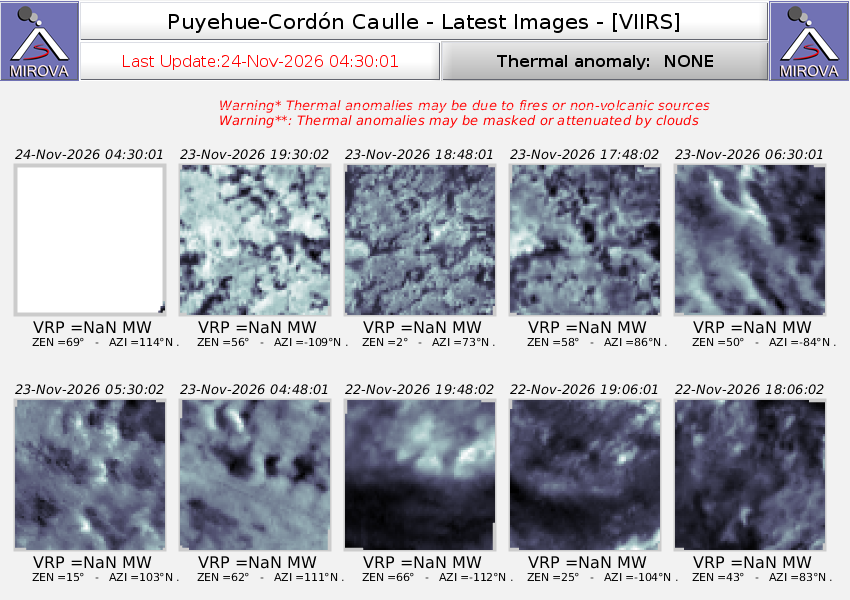 Puyehue-Cordón Caulle - Latest Images - [VIIRS]
MIROVA
Last Update:24-Nov-2026 04:30:01
Thermal anomaly: NONE
MIROVA
Warning* Thermal anomalies may be due to fires or non-volcanic sources
Warning**: Thermal anomalies may be masked or attenuated by clouds
24-Nov-2026 04:30:01
23-Nov-2026 19:30:02
23-Nov-2026 18:48:01
23-Nov-2026 17:48:02
23-Nov-2026 06:30:01
VRP =NaN MW
VRP =NaN MW
VRP =NaN MW
VRP =NaN MW
VRP =NaN MW
ZEN =69° - AZI =114°N .
ZEN =56° - AZI =-109°N .
ZEN =2° - AZI =73°N .
ZEN =58° - AZI =86°N .
ZEN =50° - AZI =-84°N .
23-Nov-2026 05:30:02
23-Nov-2026 04:48:01
22-Nov-2026 19:48:02
22-Nov-2026 19:06:01
22-Nov-2026 18:06:02
VRP =NaN MW
VRP =NaN MW
VRP =NaN MW
VRP =NaN MW
VRP =NaN MW
ZEN =15° - AZI =103°N .
ZEN =62° - AZI =111°N .
ZEN =66° - AZI =-112°N .
ZEN =25° - AZI =-104°N .
ZEN =43° - AZI =83°N .